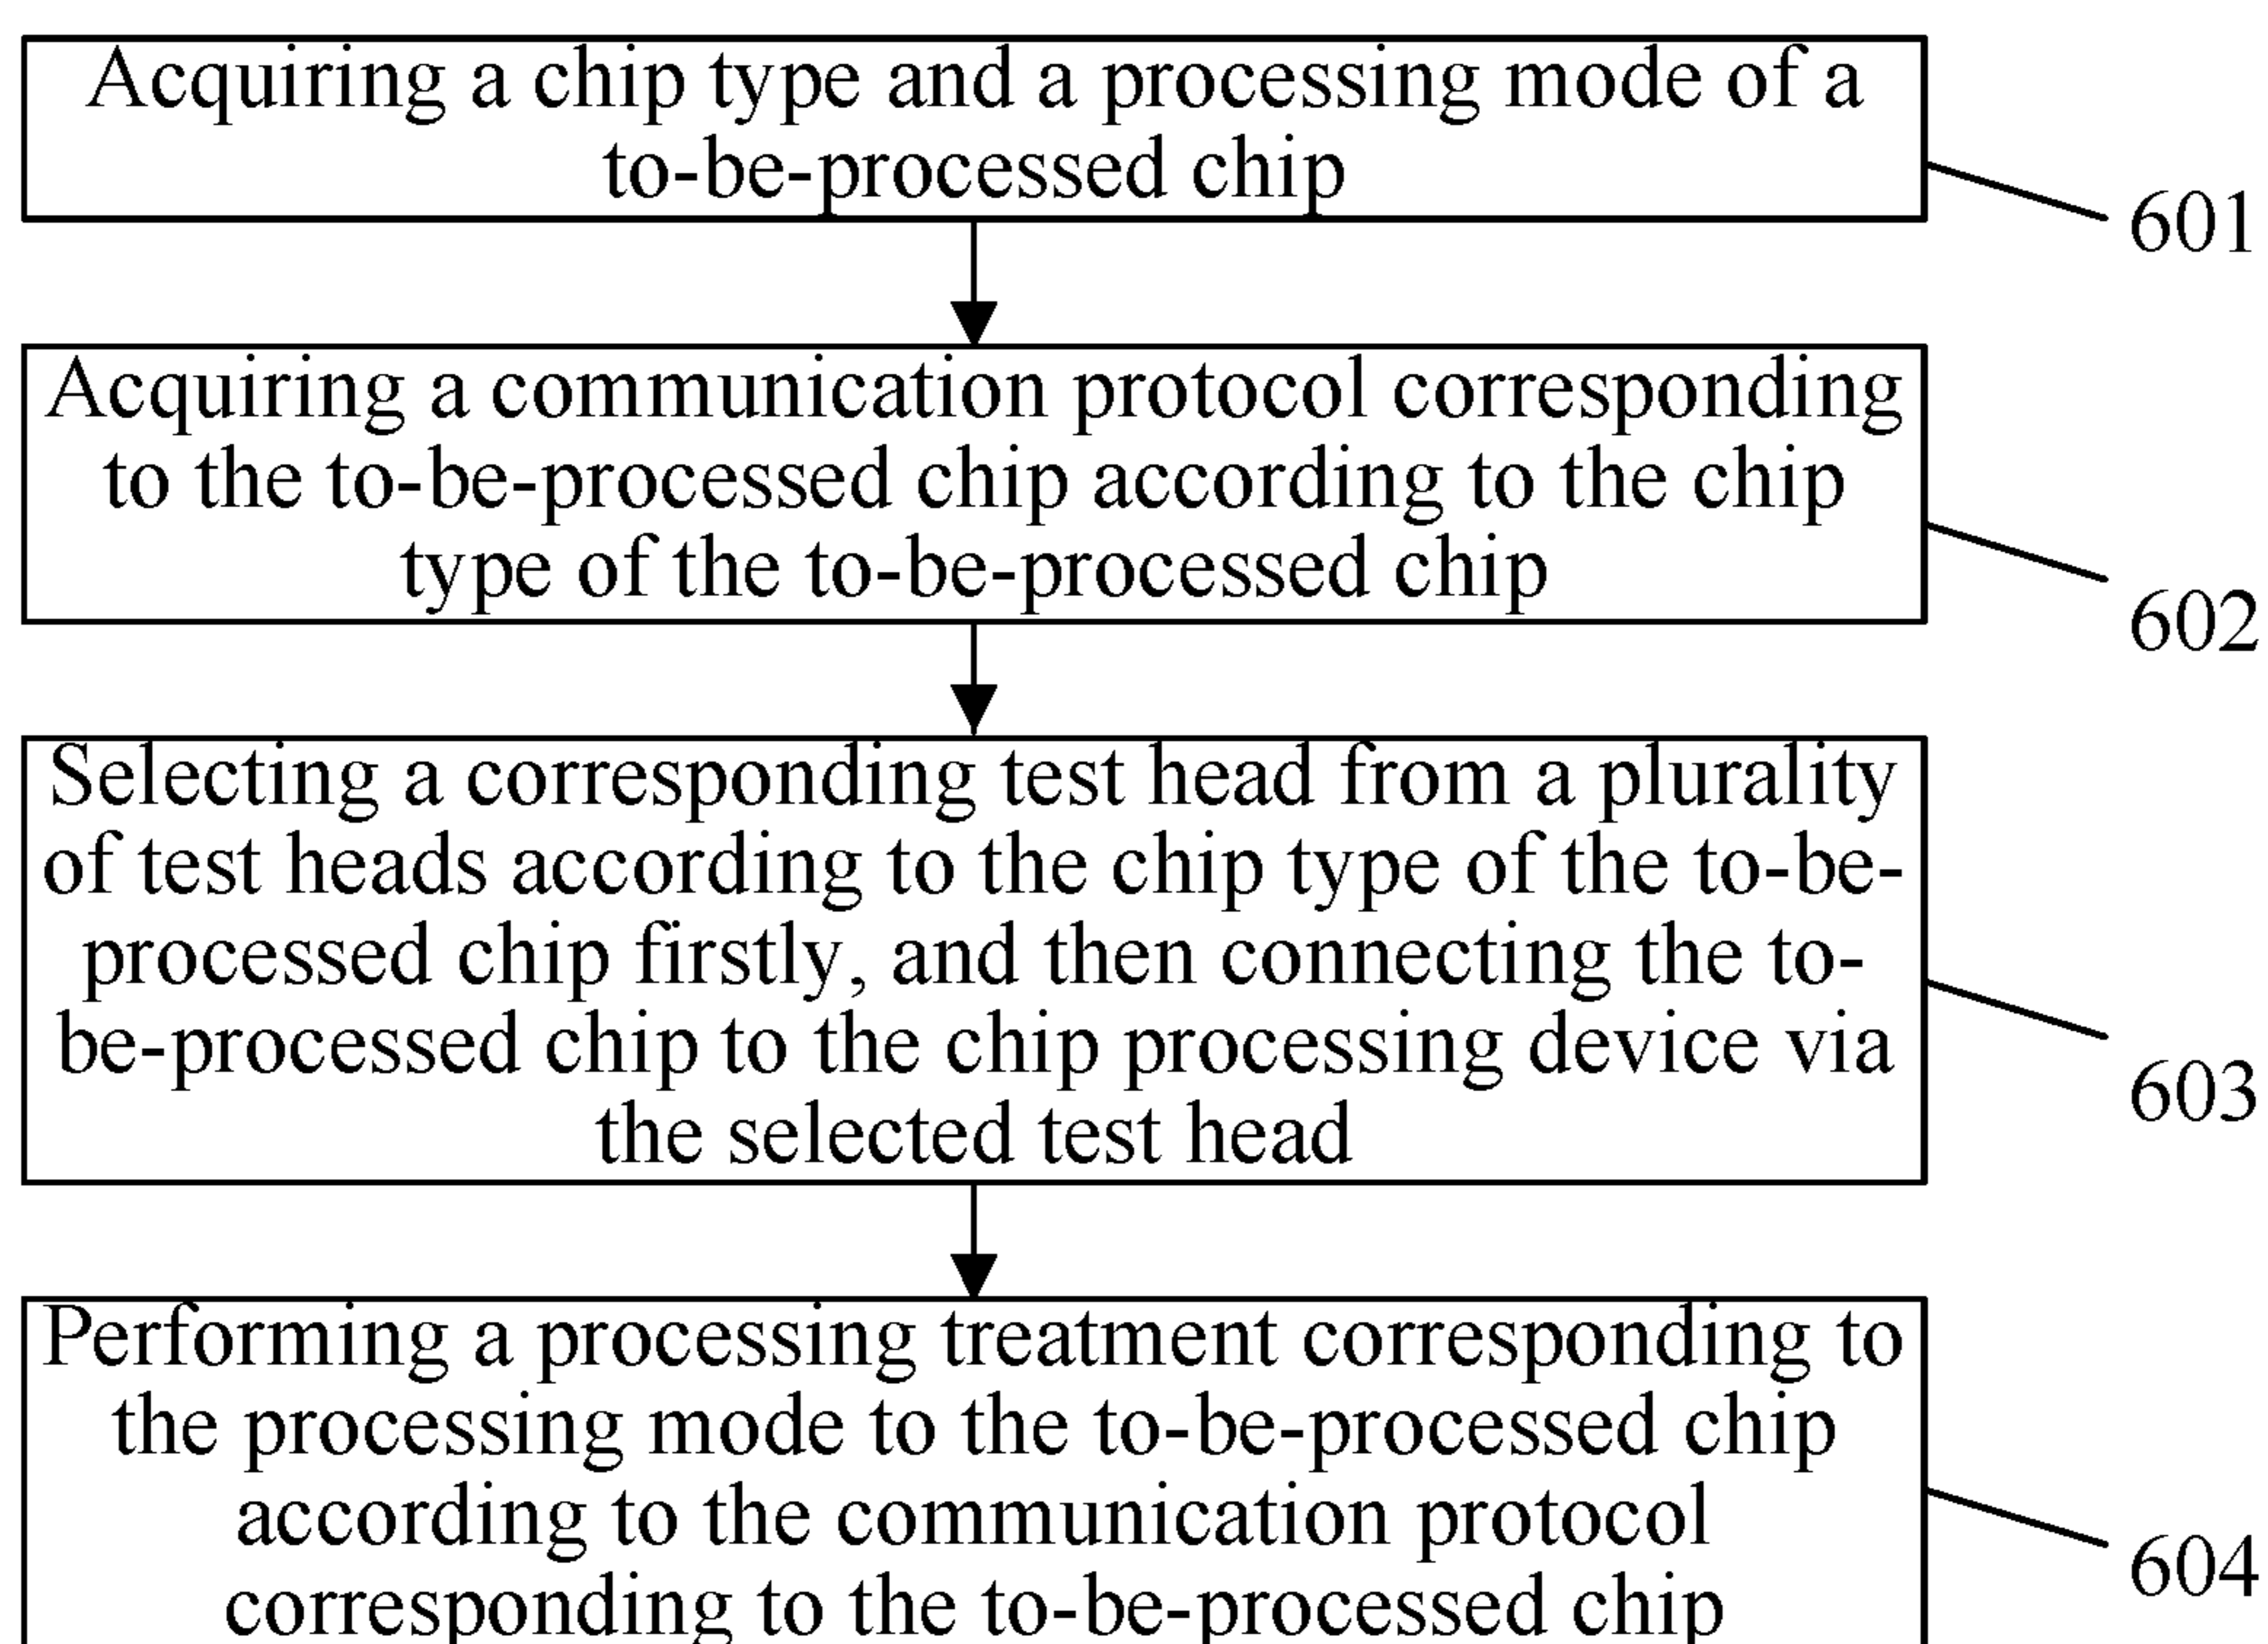 Acquiring a chip type and a processing mode of a
to-be-processed chip
601
Acquiring a communication protocol corresponding
to the to-be-processed chip according to the chip
type of the to-be-processed chip
602
Selecting a corresponding test head from a plurality
of test heads according to the chip type of the to-be-
processed chip firstly, and then connecting the to-
be-processed chip to the chip processing device via
the selected test head
603
Performing a processing treatment corresponding to
the processing mode to the to-be-processed chip
according to the communication protocol
corresponding to the to-be-processed chip
604